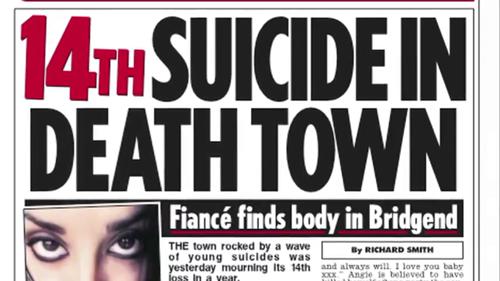 14TH SUICIDE IN
DEATH TOWN
Fiancé finds body in Bridgend
THE town rocked by a wave
of young suicides was
yesterday mourning its 14th
loss in a year.
By RICHARD SMITH
and always will. I love you baby
xxx." Angie is believed to have